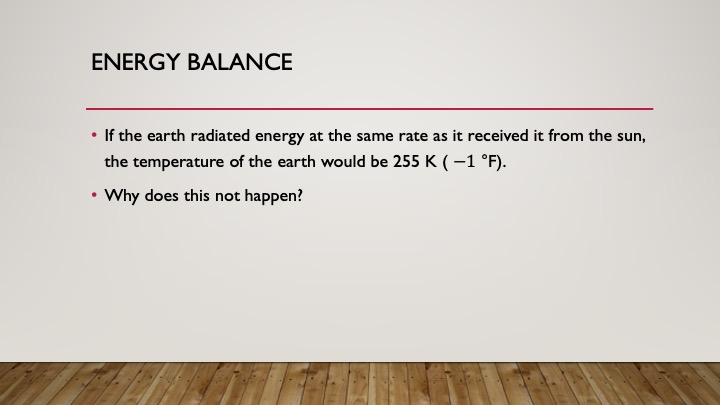 ENERGY BALANCE
• If the earth radiated energy at the same rate as it received it from the sun,
the temperature of the earth would be 255 K ( −1 °F).
• Why does this not happen?